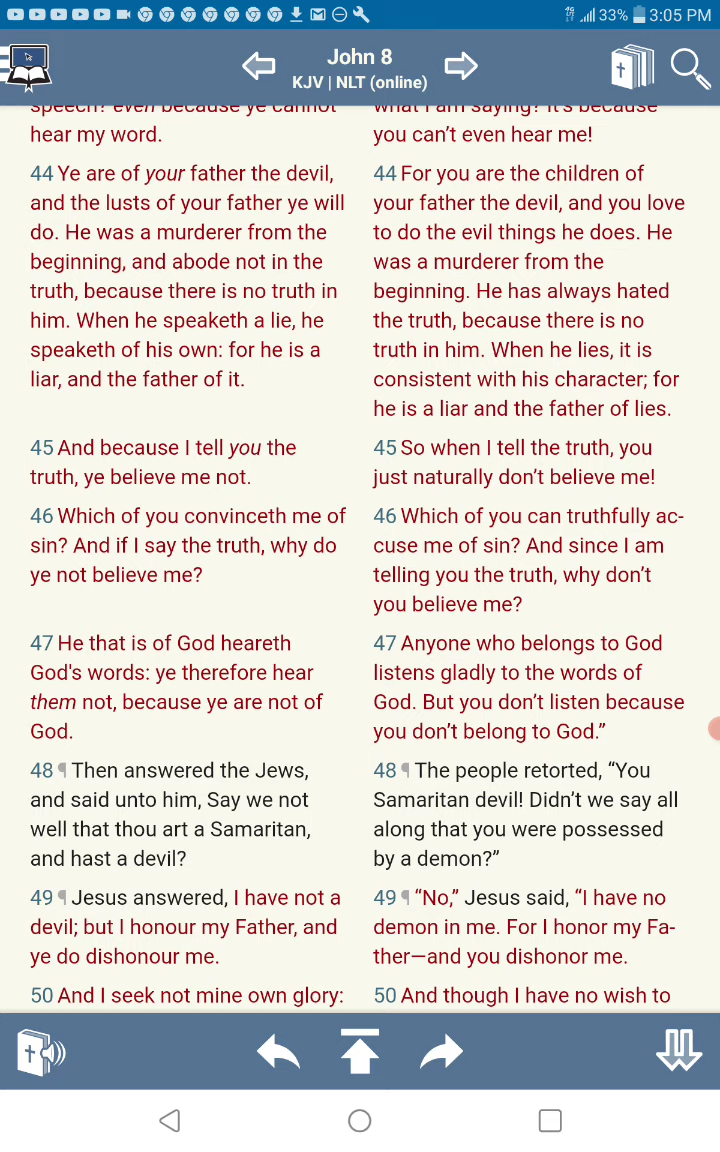 33% 3:05 PM
John 8
KJV | NLT (online)
speech? even because ye cannot
hear my word.
44 Ye are of your father the devil,
and the lusts of your father ye will
do. He was a murderer from the
beginning, and abode not in the
truth, because there is no truth in
him. When he speaketh a lie, he
speaketh of his own: for he is a
liar, and the father of it.
45 And because I tell you the
truth, ye believe me not.
46 Which of you convinceth me of
sin? And if I say the truth, why do
ye not believe me?
47 He that is of God heareth
God's words: ye therefore hear
them not, because ye are not of
God.
48 ¶ Then answered the Jews,
and said unto him, Say we not
well that thou art a Samaritan,
and hast a devil?
49 ¶ Jesus answered, I have not a
devil; but I honour my Father, and
ye do dishonour me.
50 And I seek not mine own glory:
what I am saying? It's because
you can’t even hear me!
44 For you are the children of
your father the devil, and you love
to do the evil things he does. He
was a murderer from the
beginning. He has always hated
the truth, because there is no
truth in him. When he lies, it is
consistent with his character; for
he is a liar and the father of lies.
45 So when I tell the truth, you
just naturally don’t believe me!
46 Which of you can truthfully ac-
cuse me of sin? And since I am
telling you the truth, why don’t
you believe me?
47 Anyone who belongs to God
listens gladly to the words of
God. But you don’t listen because
you don’t belong to God.”
48 ¶ The people retorted, “You
Samaritan devil! Didn’t we say all
along that you were possessed
by a demon?”
49 ¶ “No,” Jesus said, “I have no
demon in me. For I honor my Fa-
ther—and you dishonor me.
50 And though I have no wish to